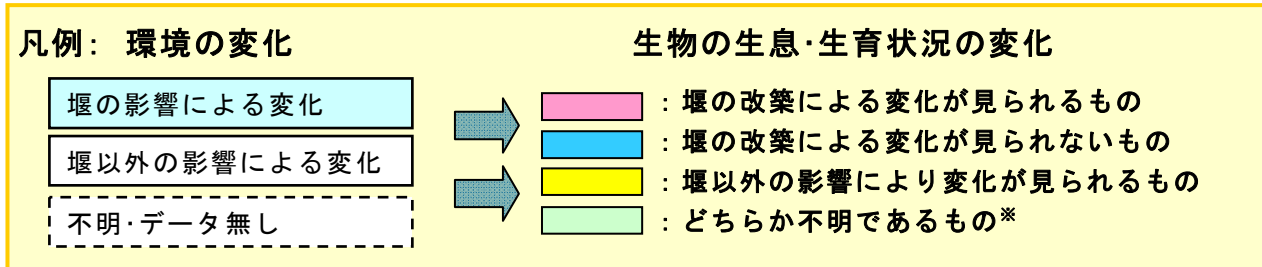 凡例： 環境の変化
生物の生息･生育状況の変化
堰の影響による変化
堰以外の影響による変化
不明･データ無し
：堰の改築による変化が見られるもの
：堰の改築による変化が見られないもの
：堰以外の影響により変化が見られるもの
：どちらか不明であるもの※